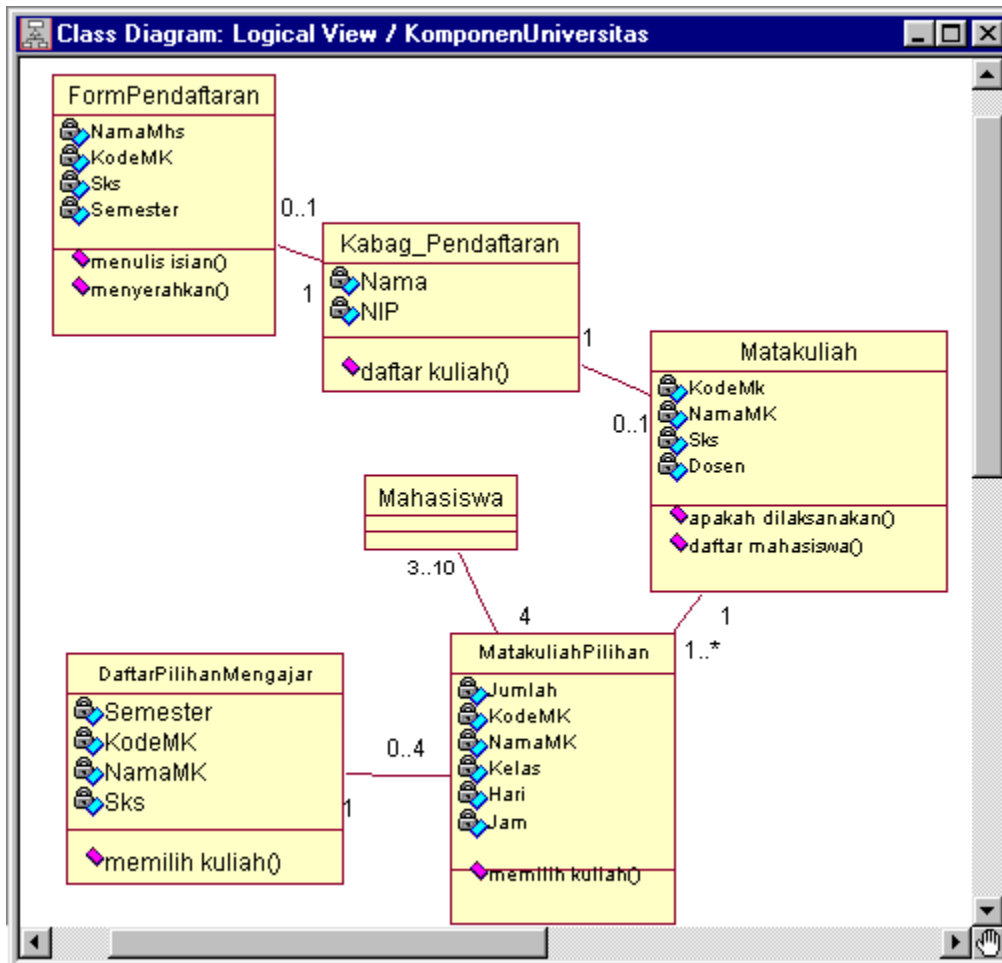 Class Diagram: Logical View / KomponenUniversitas
FormPendaftaran
NamaMhs
KodeMK
Sks
Semester
menulis isian()
menyerahkan()
0..1
1
Kabag_Pendaftaran
Nama
NIP
daftar kuliah()
1
0..1
Matakuliah
KodeMk
NamaMK
Sks
Dosen
apakah dilaksanakan()
daftar mahasiswa()
Mahasiswa
3..10
4
1
1..*
MatakuliahPilihan
Jumlah
KodeMK
NamaMK
Kelas
Hari
Jam
memilih kuliah()
DaftarPilihanMengajar
Semester
KodeMK
NamaMK
Sks
memilih kuliah()
0..4
1